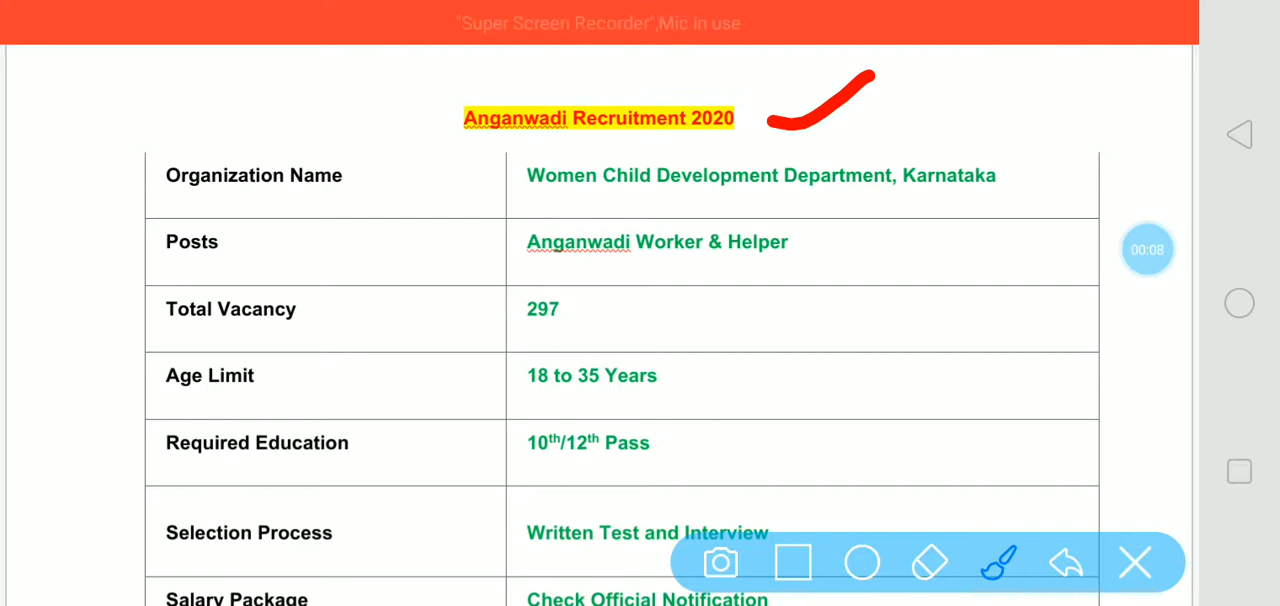 "Super Screen Recorder",Mic in use
Anganwadi Recruitment 2020
Organization Name Women Child Development Department, Karnataka
Posts Anganwadi Worker & Helper
00:08
Total Vacancy 297
Age Limit 18 to 35 Years
Required Education 10th/12th Pass
Selection Process Written Test and Interview
Salary Package Check Official Notification